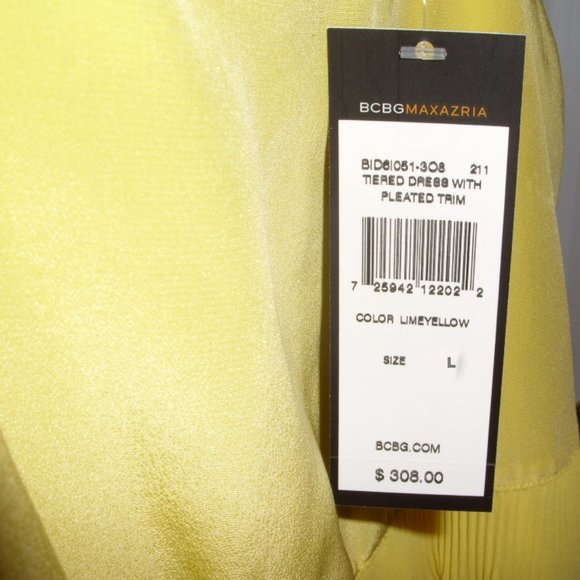 BCBGMAXAZRIA
BID6I051-3O8 211
TIERED DRESS WITH
PLEATED TRIM
7 25942 12202 2
COLOR LIMEYELLOW
SIZE L
BCBG.COM
$ 308.00